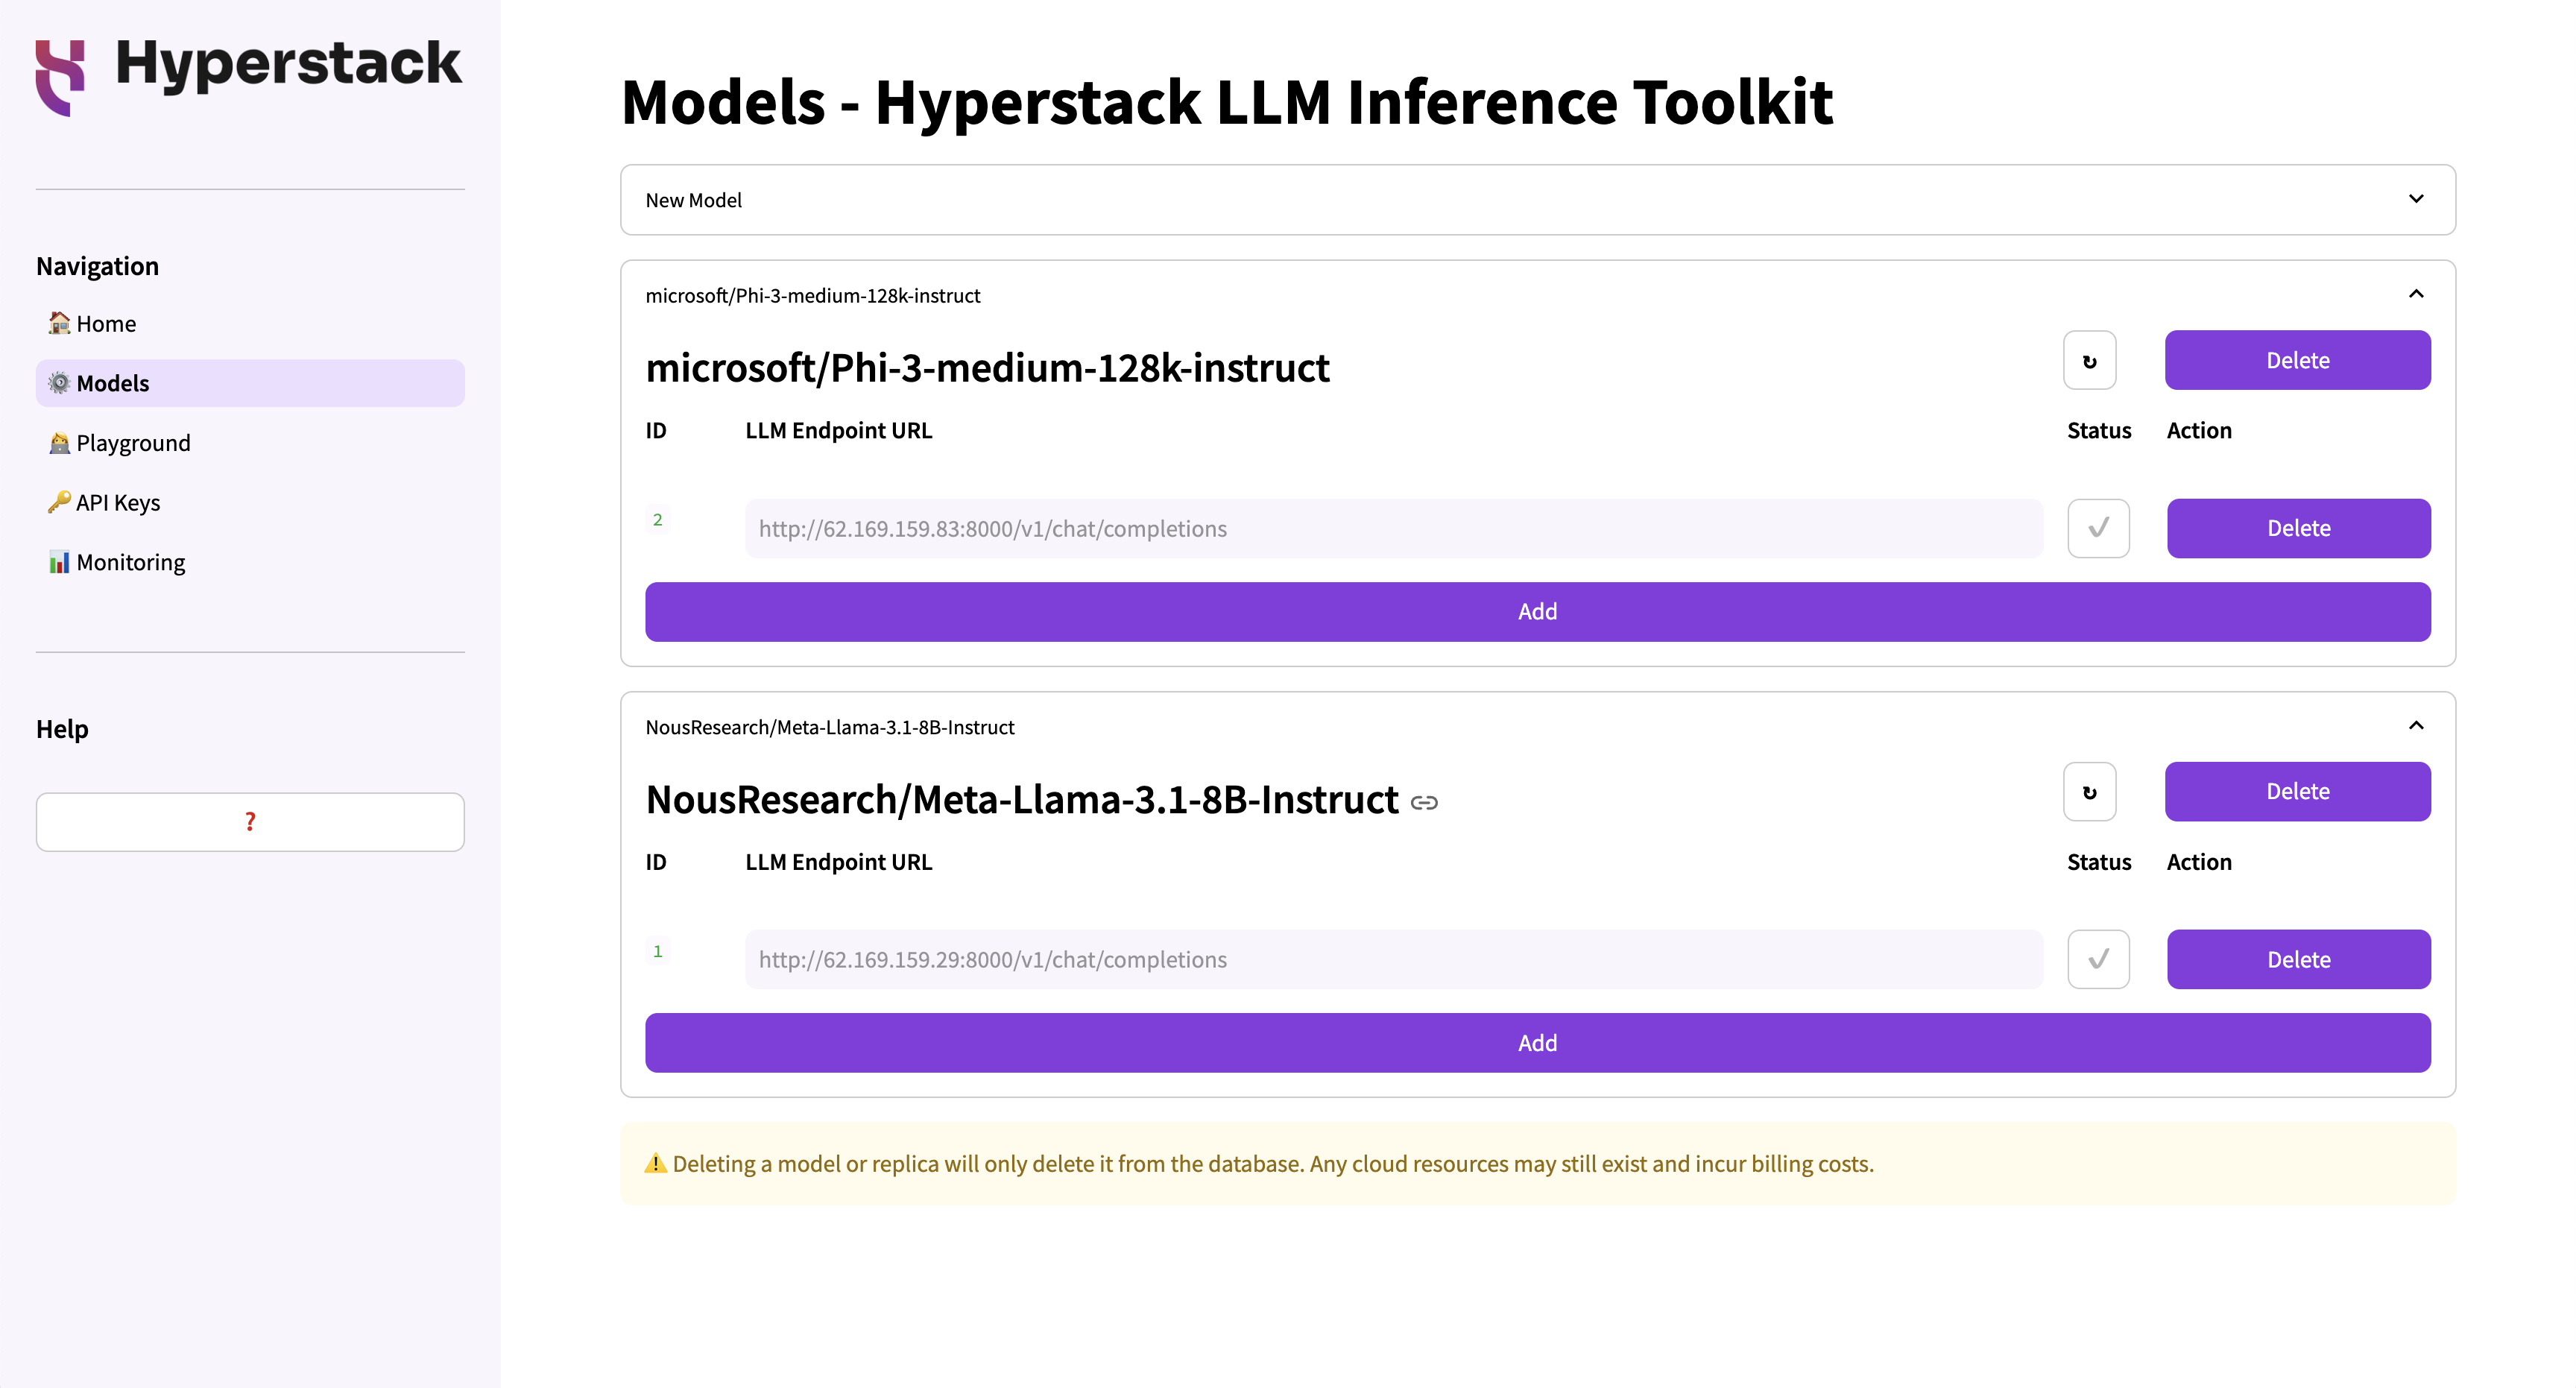 Hyperstack
Navigation
Home
Models
Playground
API Keys
Monitoring
Help
?
Models - Hyperstack LLM Inference Toolkit
New Model
microsoft/Phi-3-medium-128k-instruct
microsoft/Phi-3-medium-128k-instruct ↻ Delete
ID LLM Endpoint URL Status Action
2 http://62.169.159.83:8000/v1/chat/completions ✓ Delete
Add
NousResearch/Meta-Llama-3.1-8B-Instruct
NousResearch/Meta-Llama-3.1-8B-Instruct ↻ Delete
ID LLM Endpoint URL Status Action
1 http://62.169.159.29:8000/v1/chat/completions ✓ Delete
Add
⚠ Deleting a model or replica will only delete it from the database. Any cloud resources may still exist and incur billing costs.